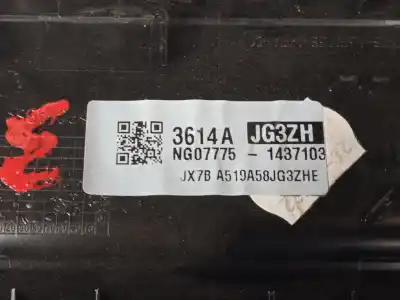 3614A JG3ZH
NG07775 - 1437103
JX7B A519A58JG3ZHE